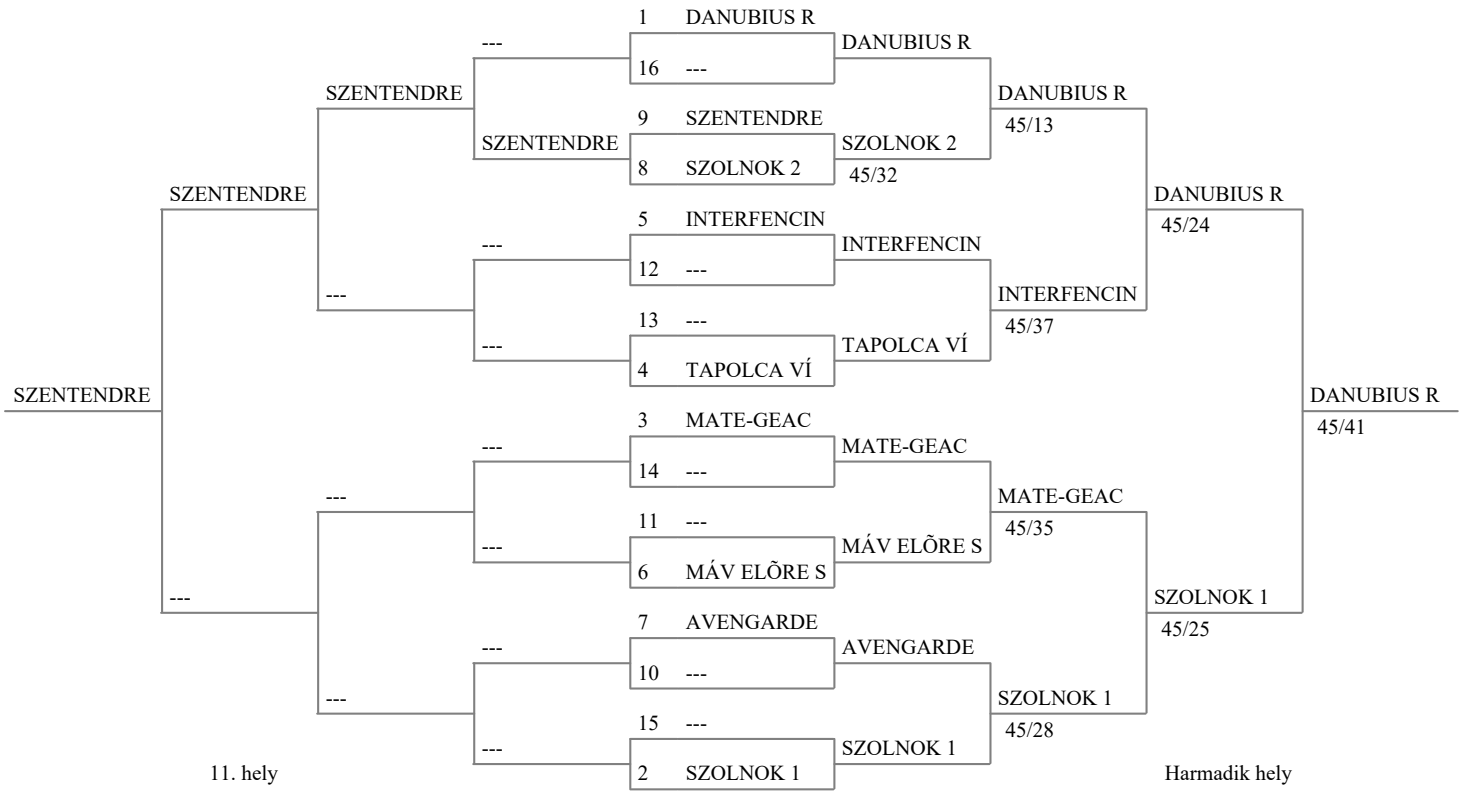 1 DANUBIUS R
--- DANUBIUS R
16 ---
SZENTENDRE DANUBIUS R
9 SZENTENDRE 45/13
SZENTENDRE SZOLNOK 2
8 SZOLNOK 2 45/32
SZENTENDRE DANUBIUS R
5 INTERFENCIN 45/24
--- INTERFENCIN
12 ---
--- INTERFENCIN
13 --- 45/37
--- TAPOLCA VÍ
4 TAPOLCA VÍ
SZENTENDRE DANUBIUS R
3 MATE-GEAC 45/41
--- MATE-GEAC
14 ---
--- MATE-GEAC
11 --- 45/35
--- MÁV ELÕRE S
6 MÁV ELÕRE S
--- SZOLNOK 1
7 AVENGARDE 45/25
--- AVENGARDE
10 ---
--- SZOLNOK 1
15 --- 45/28
--- SZOLNOK 1
11. hely 2 SZOLNOK 1 Harmadik hely